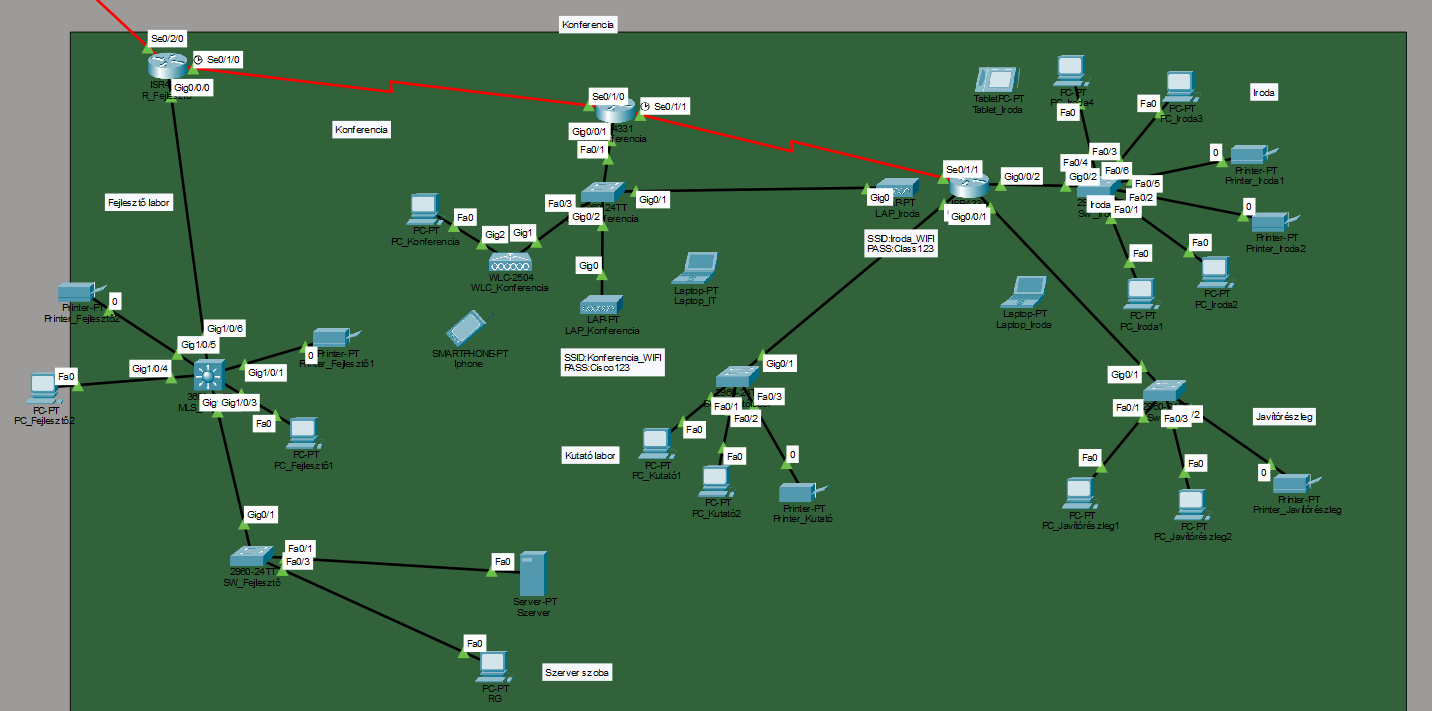 Konferencia
Se0/2/0
Se0/1/0
R_Fejlesztő
Gig0/0/0
Konferencia
Se0/1/0
Se0/1/1
Gig0/0/1
Fa0/1
Fejlesztő labor
PC-PT
PC_Konferencia
Fa0
Gig2
Gig1
Fa0/3
Gig0/2
Gig0/1
WLC-2504
WLC_Konferencia
Gig0
LAP-PT
LAP_Konferencia
Laptop-PT
Laptop_IT
SMARTPHONE-PT
Iphone
SSID:Konferencia_WIFI
PASS:Cisco123
Gig0
LAP_Iroda
SSID:Iroda_WIFI
PASS:Class123
Se0/1/1
Gig0/0/2
Gig0/0/1
TabletPC-PT
Tablet_Iroda
PC-PT
PC_Iroda4
Fa0
Fa0
PC-PT
PC_Iroda3
Iroda
Fa0/3
Fa0/4
Fa0/6
Gig0/2
Fa0/5
Fa0/2
Iroda
Fa0/1
0
Printer-PT
Printer_Iroda1
0
Printer-PT
Printer_Iroda2
Fa0
PC-PT
PC_Iroda2
Fa0
PC-PT
PC_Iroda1
Laptop-PT
Laptop_Iroda
0
Printer-PT
Printer_Fejlesztő2
Gig1/0/6
Gig1/0/5
Gig1/0/4
Gig1/0/1
Gig1/0/3
Fa0
PC-PT
PC_Fejlesztő2
0
Printer-PT
Printer_Fejlesztő1
Fa0
PC-PT
PC_Fejlesztő1
Gig0/1
Fa0/1
Fa0/3
2960-24TT
SW_Fejlesztő
Fa0
Server-PT
Szerver
Fa0
PC-PT
RG
Szerver szoba
Gig0/1
Fa0/3
Fa0/1
Fa0/2
Fa0
PC-PT
PC_Kutató1
Kutató labor
Fa0
PC-PT
PC_Kutató2
0
Printer-PT
Printer_Kutató
Gig0/1
Fa0/1
Fa0/3
/2
Javítórészleg
Fa0
PC-PT
PC_Javítórészleg1
Fa0
PC-PT
PC_Javítórészleg2
0
Printer-PT
Printer_Javítórészleg